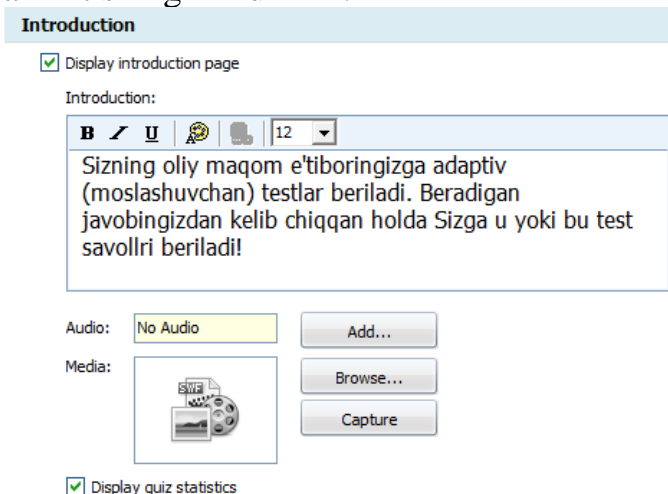 Introduction
Display introduction page
Introduction:
B I U 12
Sizning oliy maqom e'tiboringizga adaptiv
(moslashuvchan) testlar beriladi. Beradigan
javobingizdan kelib chiqqan holda Sizga u yoki bu test
savollri beriladi!
Audio: No Audio Add...
Media: SWF Browse...
Capture
Display quiz statistics